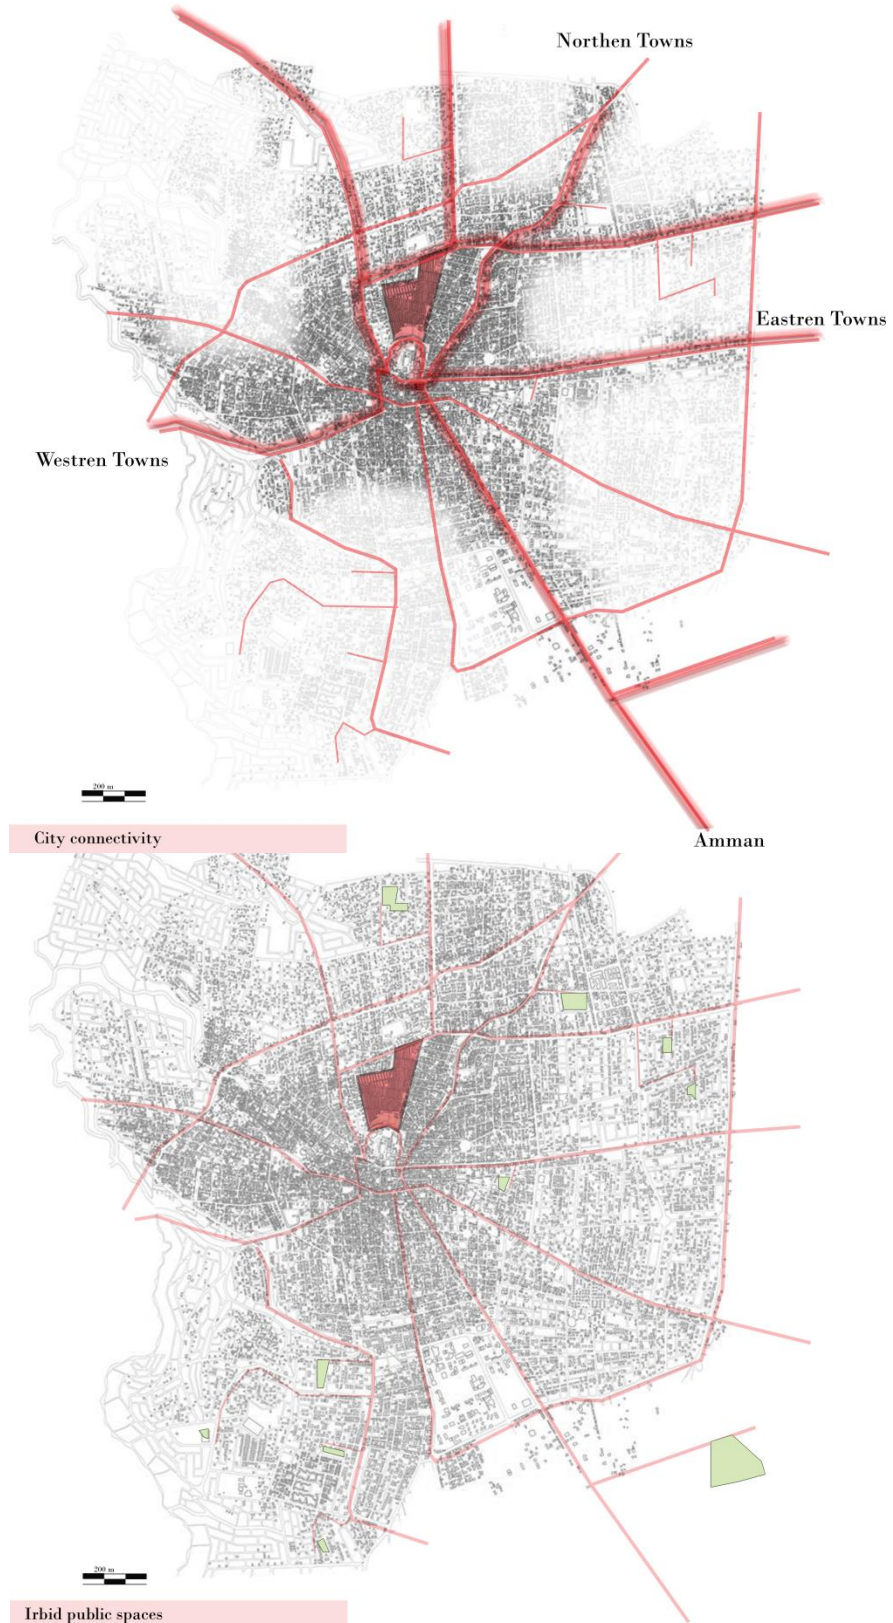 Northen Towns
Eastren Towns
Westren Towns
200 m
City connectivity
Amman
200 m
Irbid public spaces